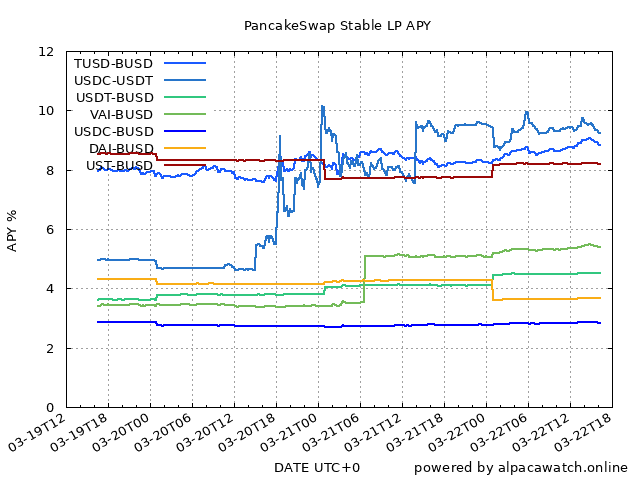 PancakeSwap Stable LP APY
12
10
8
6
4
2
0
APY %
TUSD-BUSD
USDC-USDT
USDT-BUSD
VAI-BUSD
USDC-BUSD
DAI-BUSD
UST-BUSD
03-19T12
03-19T18
03-20T00
03-20T06
03-20T12
03-20T18
03-21T00
03-21T06
03-21T12
03-21T18
03-22T00
03-22T06
03-22T12
03-22T18
DATE UTC+0
powered by alpacawatch.online